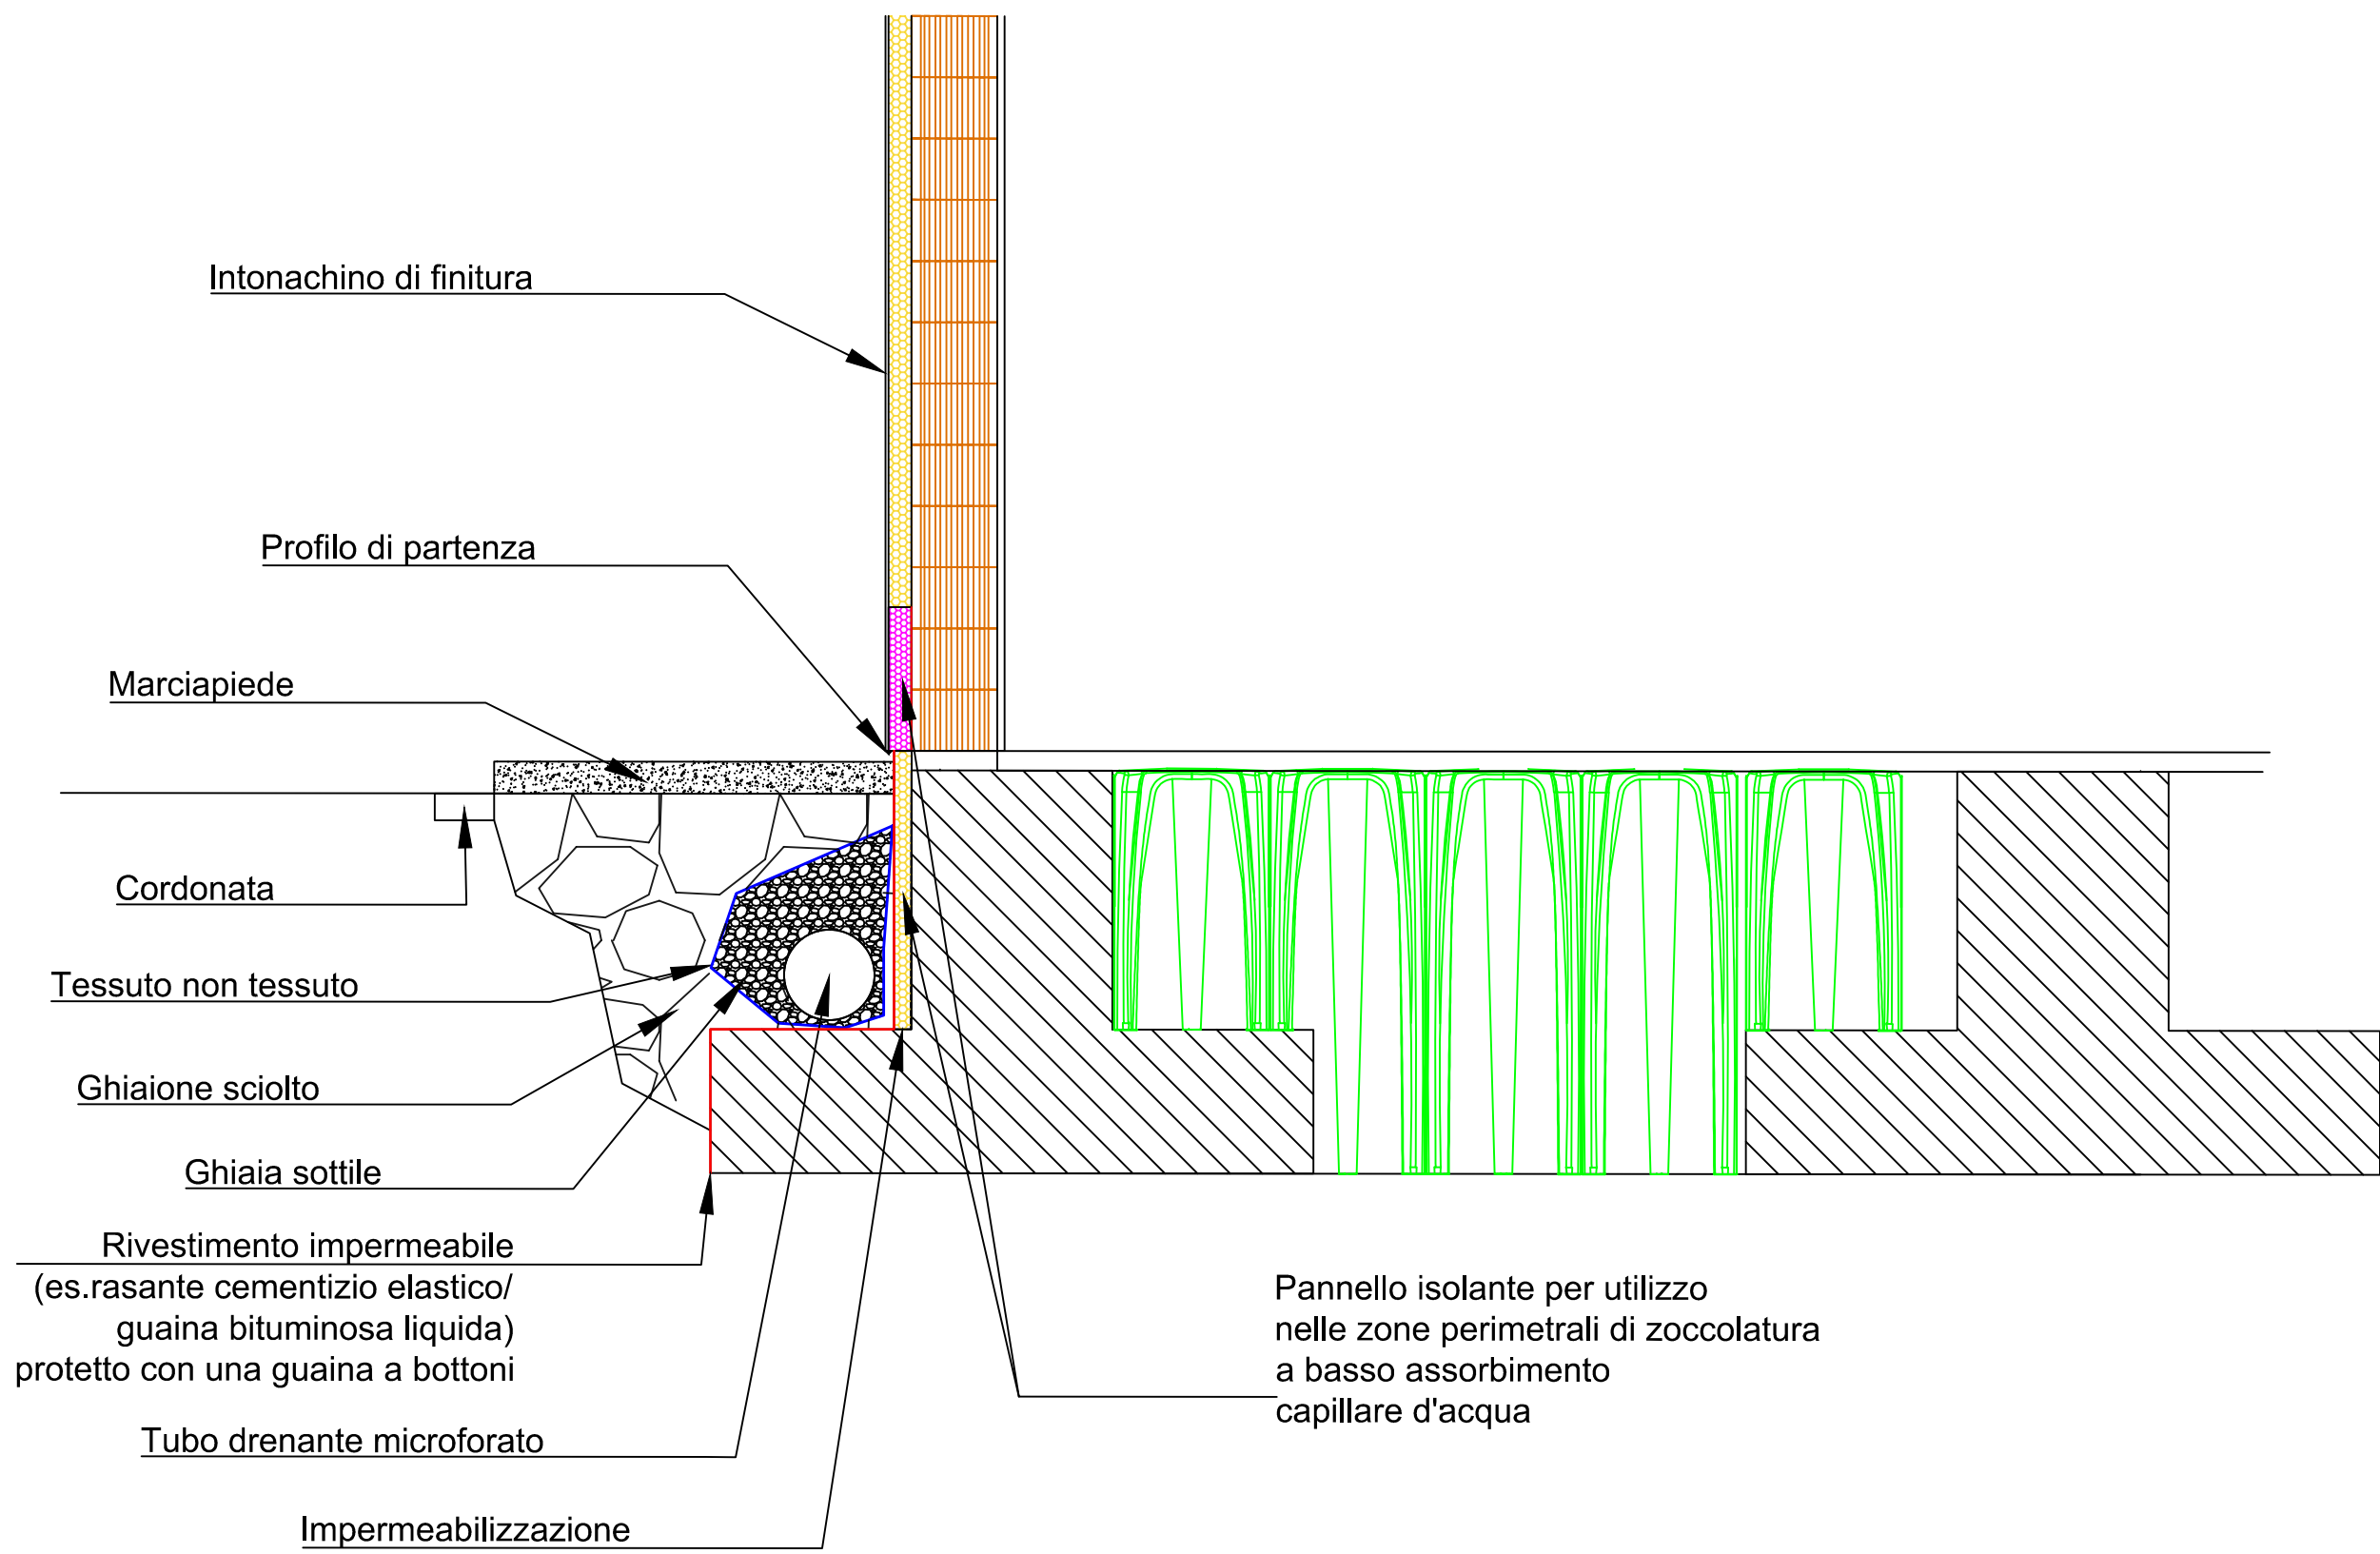 Intonachino di finitura
Profilo di partenza
Marciapiede
Cordonata
Tessuto non tessuto
Ghiaione sciolto
Ghiaia sottile
Rivestimento impermeabile
(es.rasante cementizio elastico/
guaina bituminosa liquida)
protetto con una guaina a bottoni
Tubo drenante microforato
Impermeabilizzazione
Pannello isolante per utilizzo
nelle zone perimetrali di zoccolatura
a basso assorbimento
capillare d'acqua